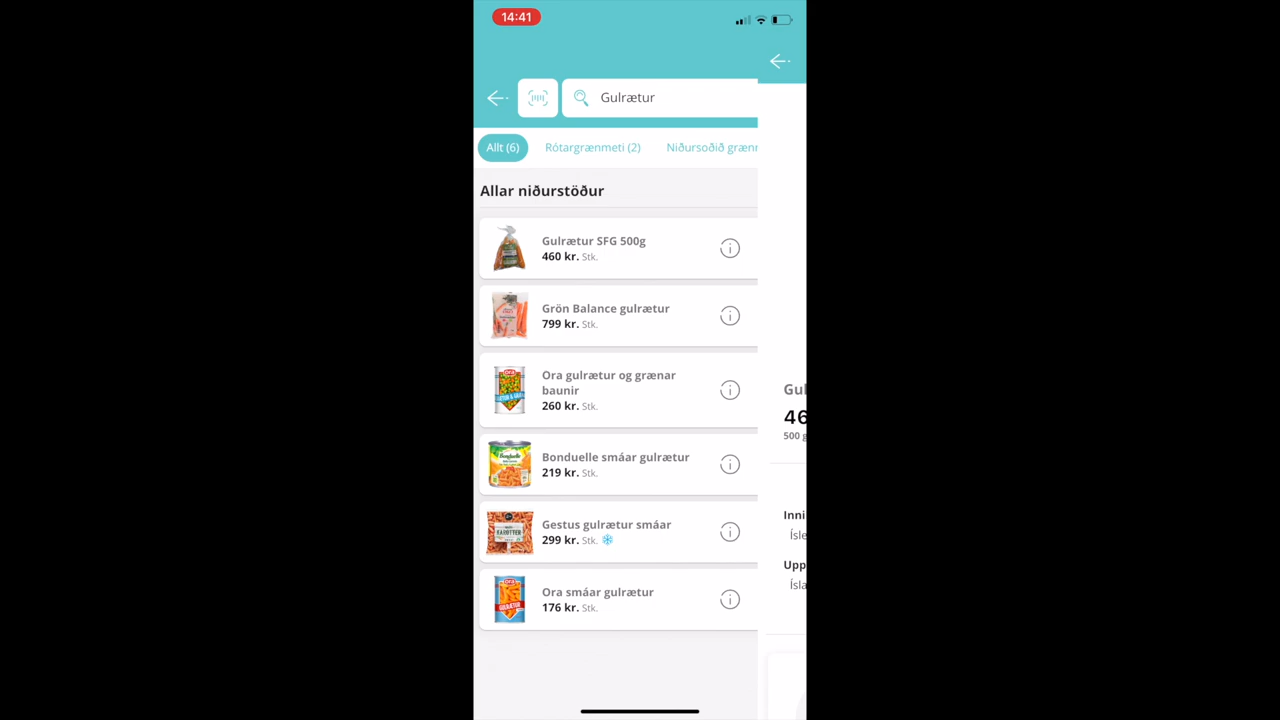 14:41
Gulrætur
Allt (6)
Rótargrænmeti (2)
Niðursoðið
Allar niðurstöður
Gulrætur SFG 500g
460 kr. Stk.
Grön Balance gulrætur
799 kr. Stk.
Ora gulrætur og grænar
baunir
260 kr. Stk.
Bonduelle smáar gulrætur
219 kr. Stk.
Gestus gulrætur smáar
299 kr. Stk.
Ora smáar gulrætur
176 kr. Stk.
Gul
46
500 g
Inni
Ísle
Upp
Ísla